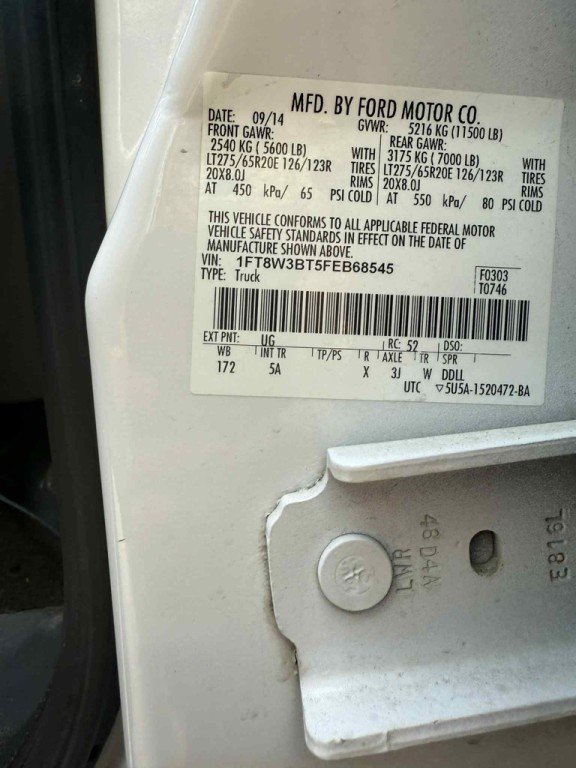 MFD. BY FORD MOTOR CO.
DATE: 09/14 GVWR: 5216 KG (11500 LB)
FRONT GAWR: REAR GAWR:
2540 KG ( 5600 LB) WITH 3175 KG ( 7000 LB) WITH
LT275/65R20E 126/123R TIRES LT275/65R20E 126/123R TIRES
20X8.0J RIMS 20X8.0J RIMS
AT 450 kPa/ 65 PSI COLD AT 550 kPa/ 80 PSI COLD
THIS VEHICLE CONFORMS TO ALL APPLICABLE FEDERAL MOTOR
VEHICLE SAFETY STANDARDS IN EFFECT ON THE DATE OF
MANUFACTURE SHOWN ABOVE.
VIN: 1FT8W3BT5FEB68545
TYPE: Truck F0303
T0746
EXT PNT: UG RC: 52 DSO:
WB INT TR TP/PS R AXLE TR SPR
172 5A X 3J W DDLL
UTC ▽5U5A-1520472-BA
48D4A
LWR
E816L